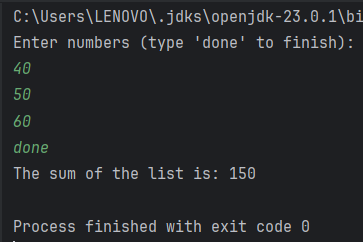 C:\Users\LENOVO\.jdks\openjdk-23.0.1\bi
Enter numbers (type 'done' to finish):
40
50
60
done
The sum of the list is: 150
Process finished with exit code 0